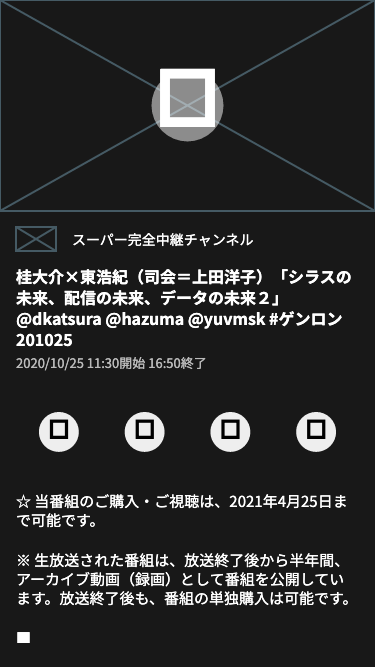 スーパー完全中継チャンネル
桂大介×東浩紀（司会＝上田洋子）「シラスの
未来、配信の未来、データの未来２」
@dkatsura @hazuma @yuvmsk #ゲンロン
201025
2020/10/25 11:30開始 16:50終了
☆ 当番組のご購入・ご視聴は、2021年4月25日ま
で可能です。
※ 生放送された番組は、放送終了後から半年間、
アーカイブ動画（録画）として番組を公開してい
ます。放送終了後も、番組の単独購入は可能です。
■